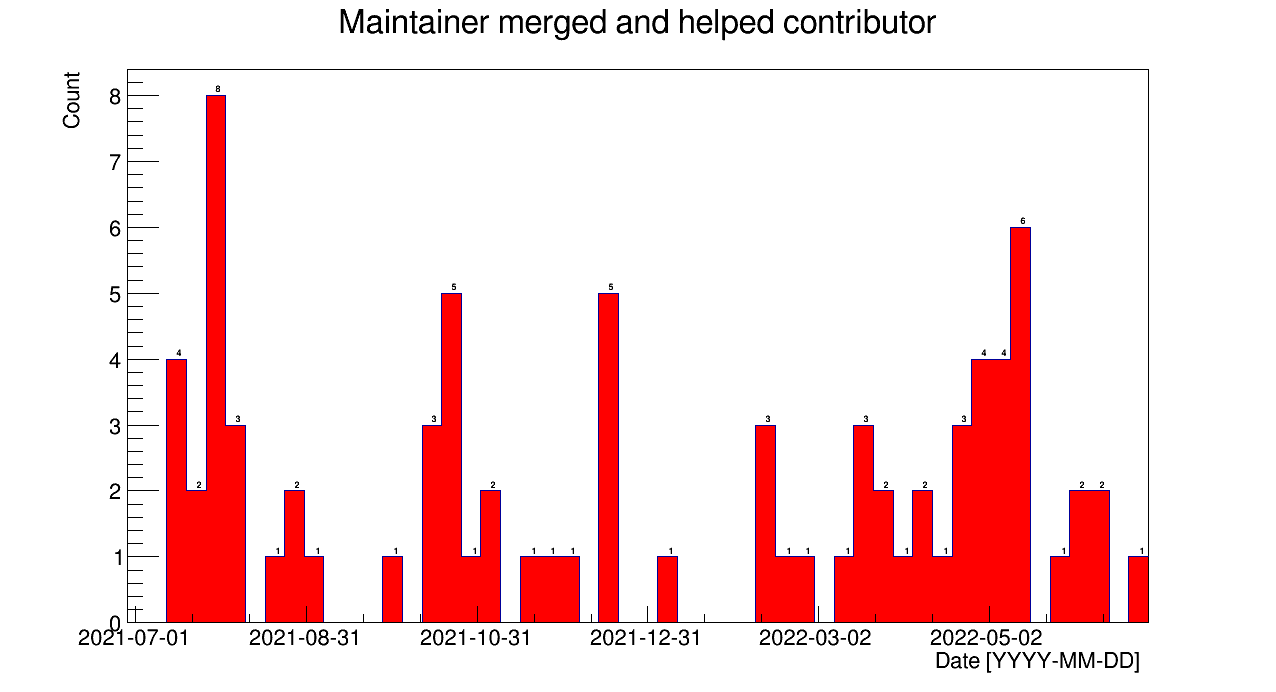 Maintainer merged and helped contributor
Count
8
7
6
5
4
3
2
1
0
4 2 8 3 1 2 1 1 3 5 1 2 1 1 1 5 1 3 1 1 1 3 2 1 2 1 3 4 4 6 1 2 2 1
2021-07-01 2021-08-31 2021-10-31 2021-12-31 2022-03-02 2022-05-02
Date [YYYY-MM-DD]